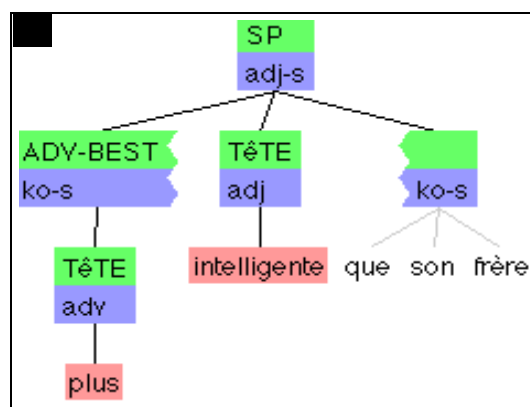 SP
adj-s
ADV-BEST TêTE
ko-s adj ko-s
intelligente que son frère
TêTE
adv
plus